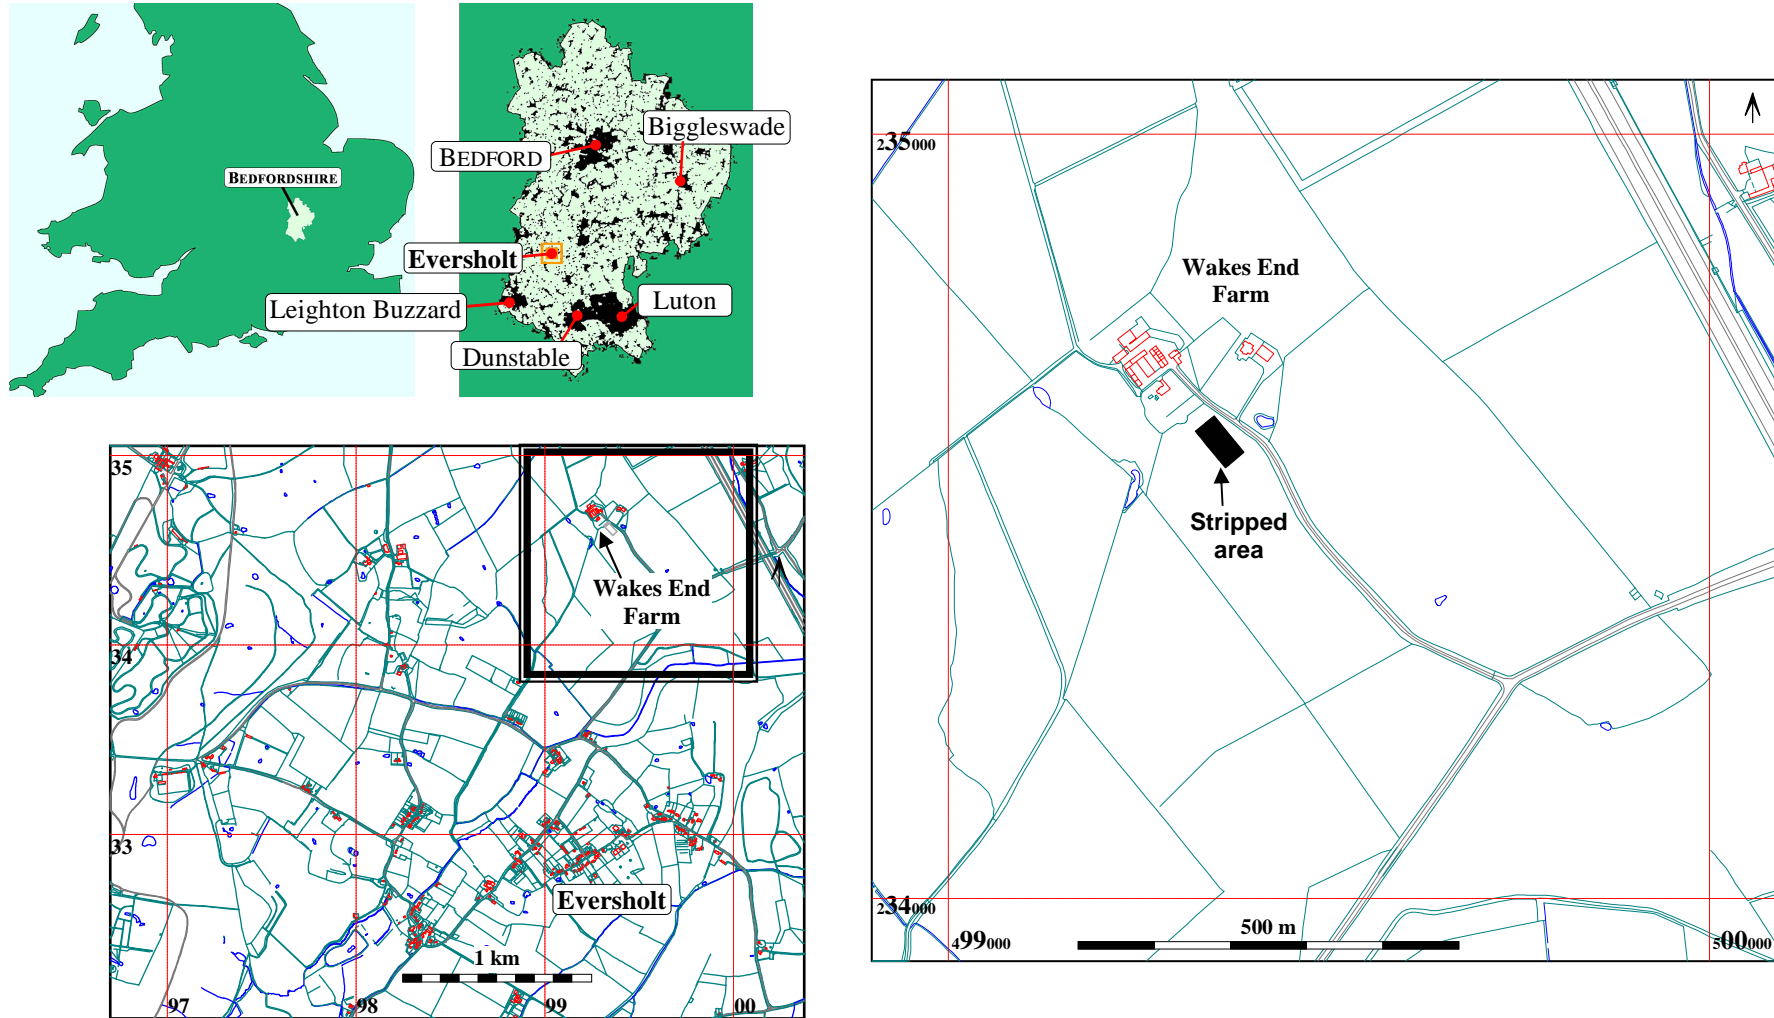 BEDFORDSHIRE
Biggleswade
BEDFORD
Eversholt
Leighton Buzzard
Luton
Dunstable
35
34
33
97
98
99
00
Wakes End
Farm
Eversholt
1 km
235000
234000
499000
500000
Wakes End
Farm
Stripped
area
500 m